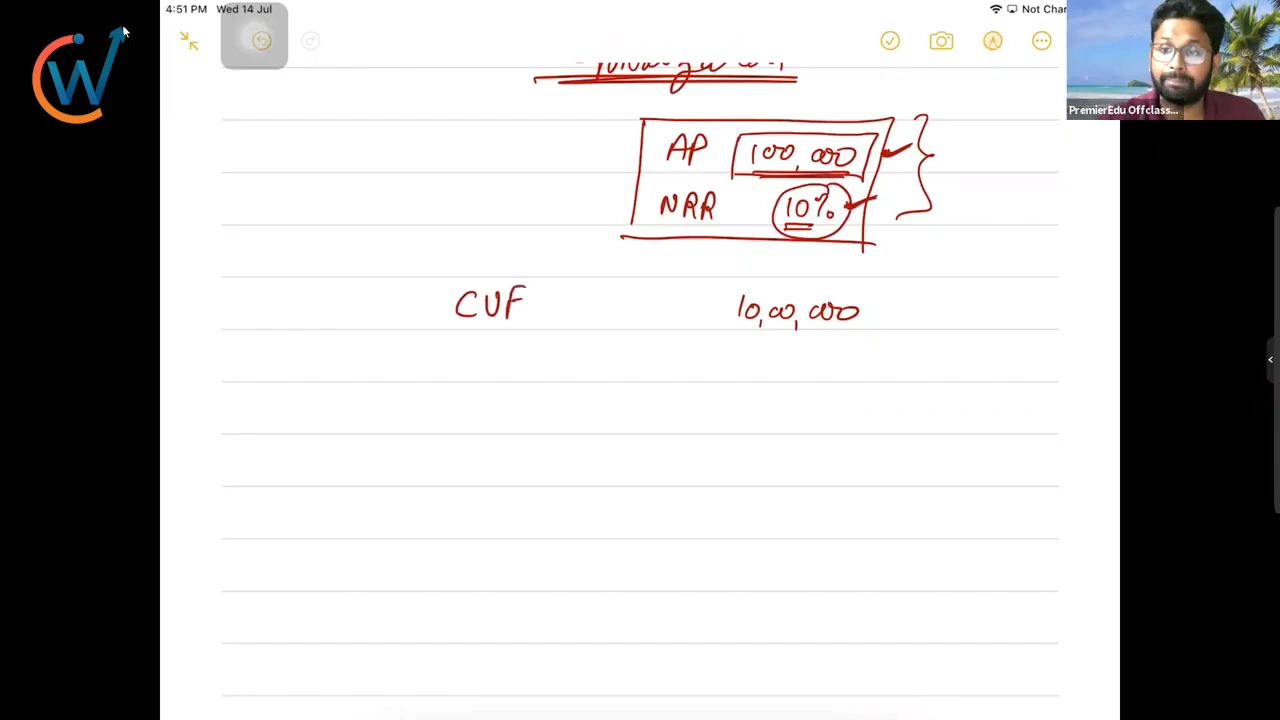 4:51 PM Wed 14 Jul
Not Char
W
PremierEdu Offclass...
AP 100,000
NRR 10%
CUF 10,00,000